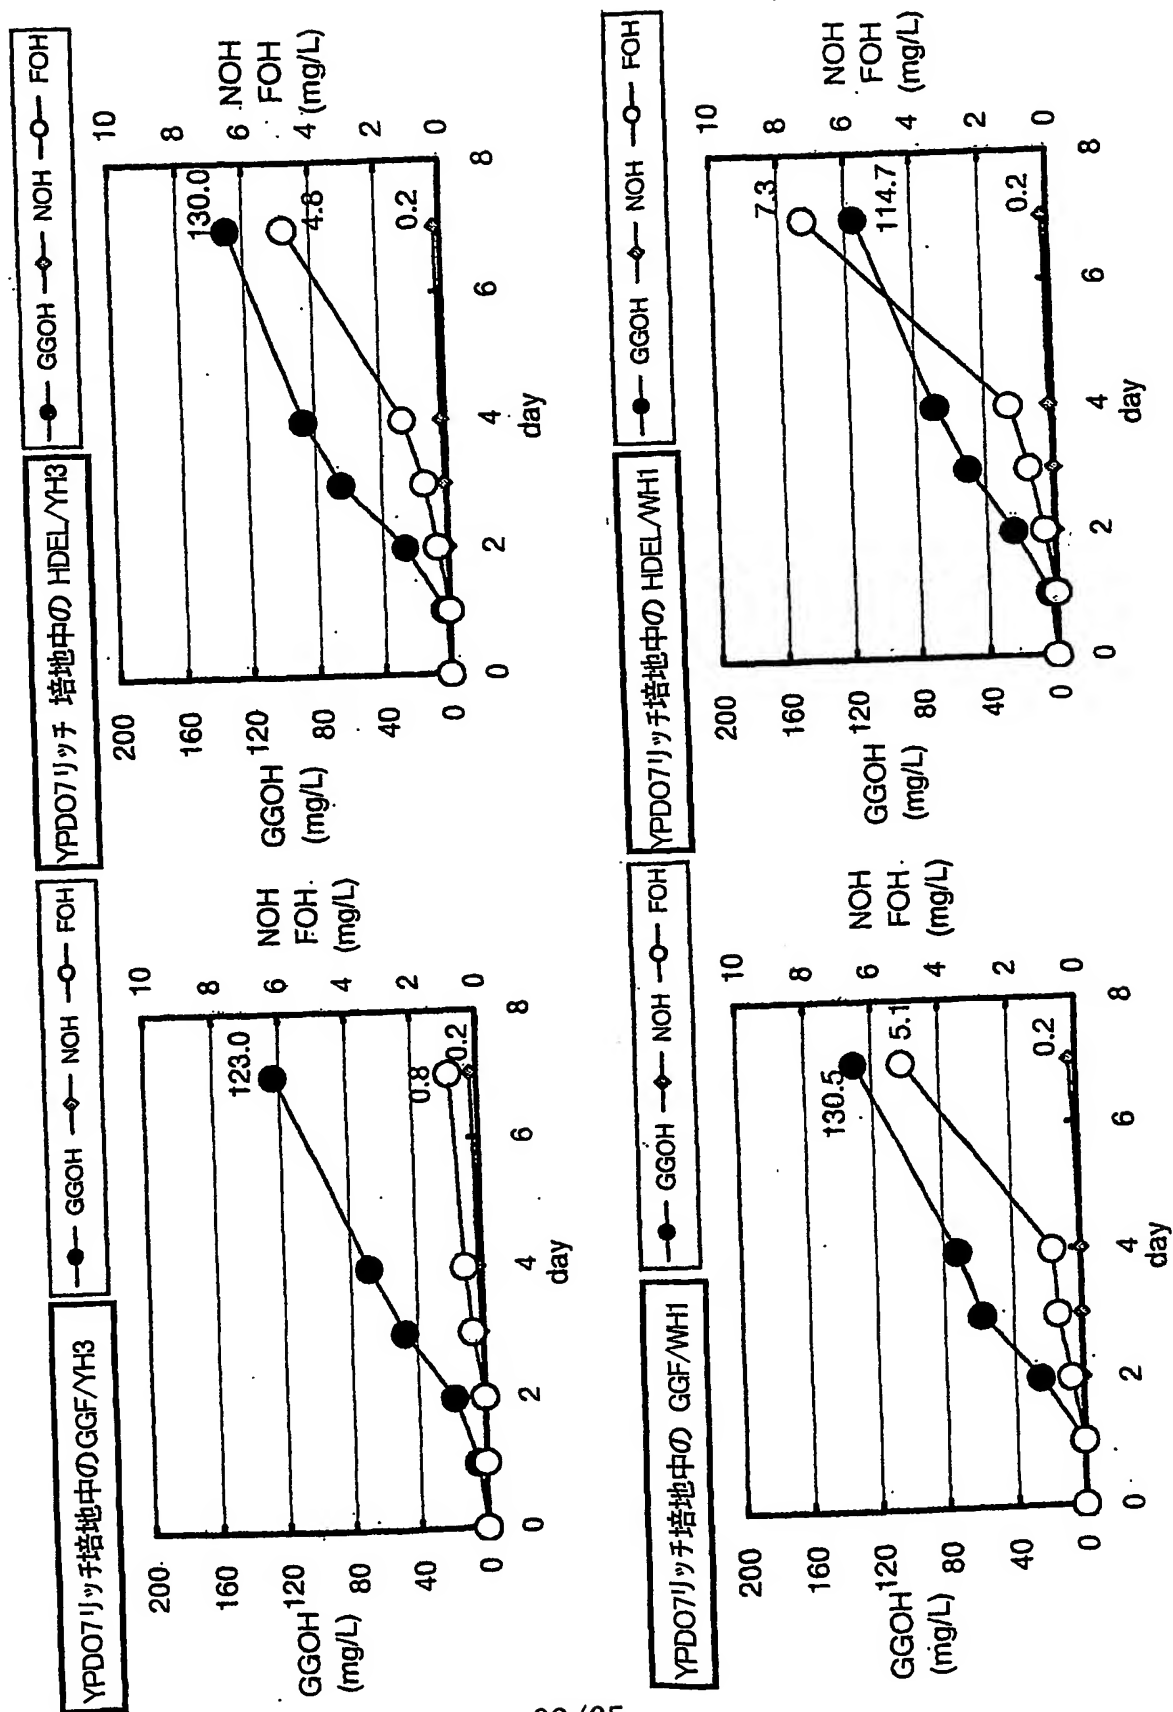 YPDO7リッチ培地中のGGF/YH3
GGOH NOH FOH
200
160
120
80
40
0
GGOH
(mg/L)
10
8
6
4
2
0
NOH
FOH
(mg/L)
123.0
0.8
0.2
0 2 4 6 8
day
YPDO7リッチ 培地中の HDEL/YH3
GGOH NOH FOH
200
160
120
80
40
0
GGOH
(mg/L)
10
8
6
4
2
0
NOH
FOH
(mg/L)
130.0
4.8
0.2
0 2 4 6 8
day
YPDO7リッチ培地中の GGF/WH1
GGOH NOH FOH
200
160
120
80
40
0
GGOH
(mg/L)
10
8
6
4
2
0
NOH
FOH
(mg/L)
130.5
5.1
0.2
0 2 4 6 8
day
YPDO7リッチ培地中の HDEL/WH1
GGOH NOH FOH
200
160
120
80
40
0
GGOH
(mg/L)
10
8
6
4
2
0
NOH
FOH
(mg/L)
7.3
114.7
0.2
0 2 4 6 8
day